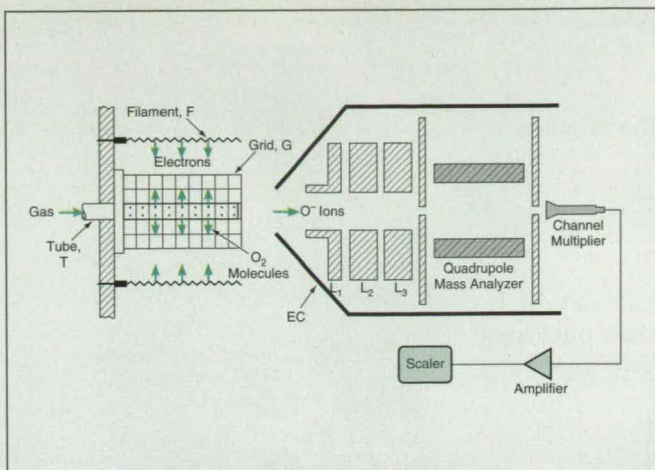 Filament, F
Grid, G
Electrons
Gas
O⁻ Ions
Tube,
T
O₂
Molecules
L₁
L₂
L₃
EC
Quadrupole
Mass Analyzer
Channel
Multiplier
Scaler
Amplifier